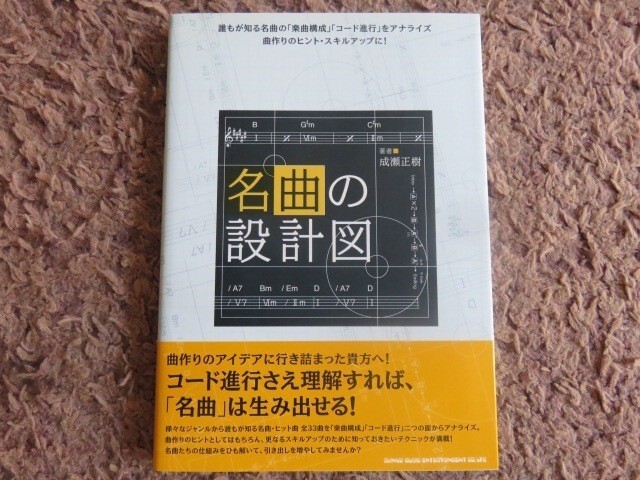 誰もが知る名曲の「楽曲構成」「コード進行」をアナライズ
曲作りのヒント・スキルアップに!
B G♯m C♯m
Ⅰ Ⅵm Ⅱm
著者
成瀬正樹
名曲の
設計図
/A7 Bm /Em D /A7 D
/Ⅴ7 Ⅵm /Ⅱm Ⅰ /Ⅴ7 Ⅰ
曲作りのアイデアに行き詰まった貴方へ!
コード進行さえ理解すれば、
「名曲」は生み出せる!
様々なジャンルから誰もが知る名曲・ヒット曲 全33曲を「楽曲構成」「コード進行」二つの面からアナライズ。
曲作りのヒントとしてはもちろん、更なるスキルアップのために知っておきたいテクニックが満載!
名曲たちの仕組みをひも解いて、引き出しを増やしてみませんか?
SHINKO MUSIC ENTERTAINMENT CO.,LTD.